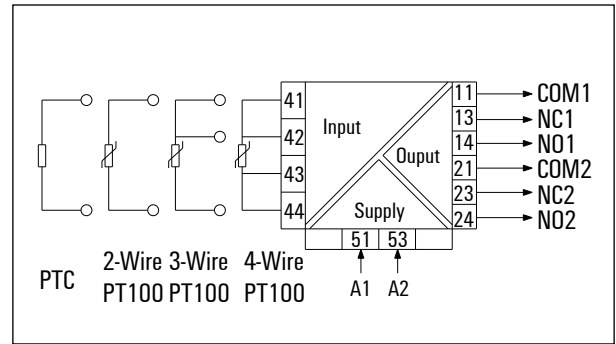 41
42
43
44
Input
Ouput
Supply
11
13
14
21
23
24
COM1
NC1
NO1
COM2
NC2
NO2
51 53
A1 A2
PTC
2-Wire PT100
3-Wire PT100
4-Wire PT100